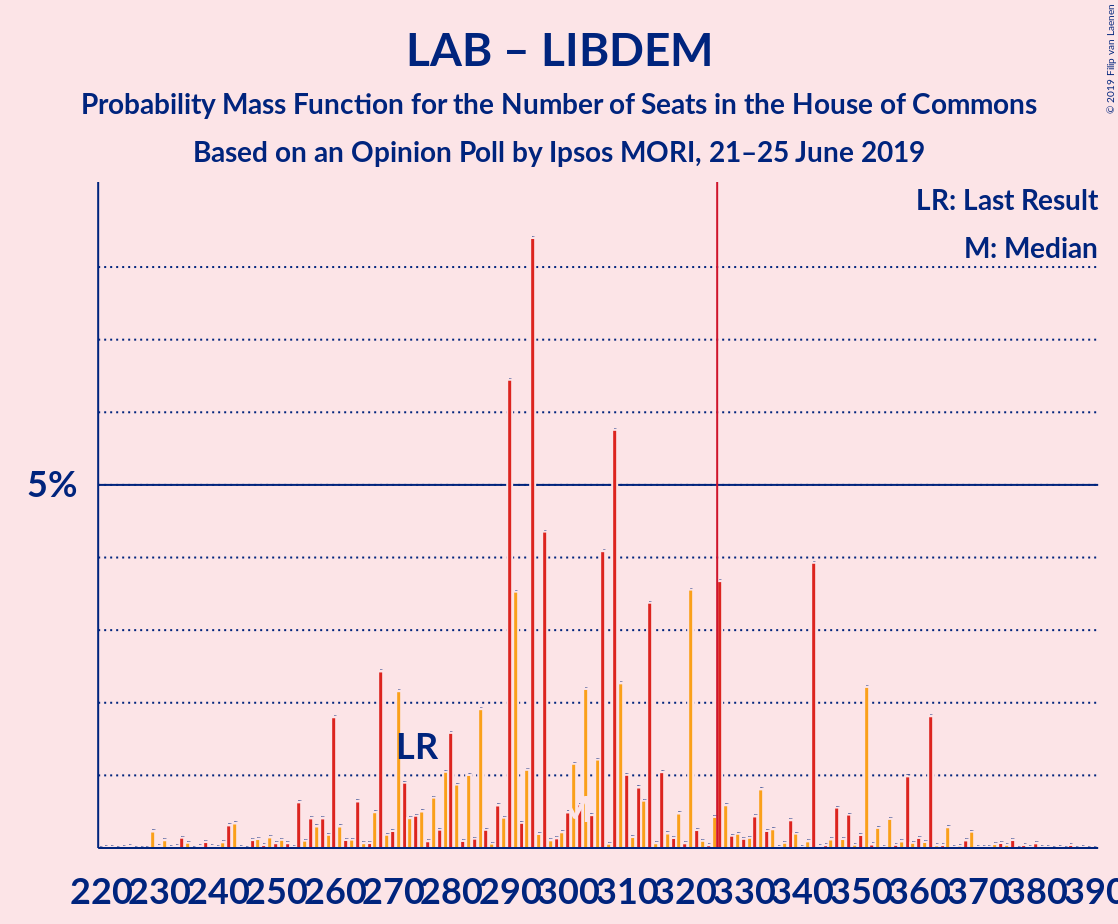 LAB – LIBDEM
Probability Mass Function for the Number of Seats in the House of Commons
Based on an Opinion Poll by Ipsos MORI, 21–25 June 2019
© 2019 Filip van Laenen
LR: Last Result
M: Median
5%
LR
M
220 230 240 250 260 270 280 290 300 310 320 330 340 350 360 370 380 390